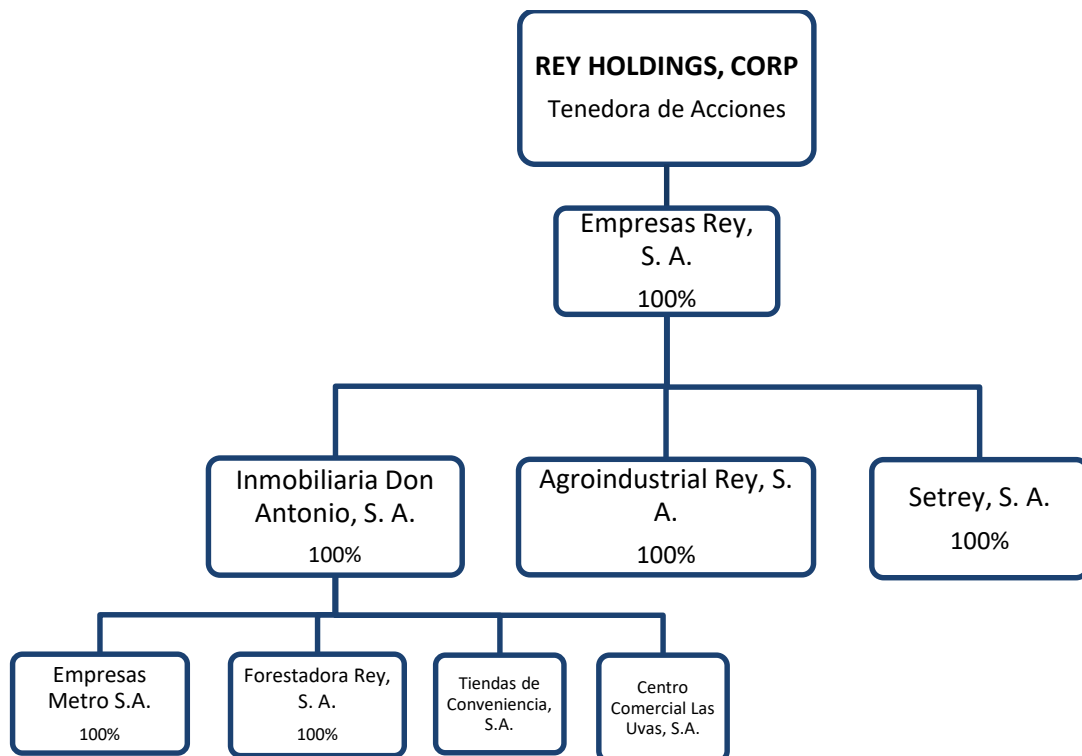 REY HOLDINGS, CORP
Tenedora de Acciones
Empresas Rey,
S. A.
100%
Inmobiliaria Don
Antonio, S. A.
100%
Agroindustrial Rey, S.
A.
100%
Setrey, S. A.
100%
Empresas
Metro S.A.
100%
Forestadora Rey,
S. A.
100%
Tiendas de
Conveniencia,
S.A.
Centro
Comercial Las
Uvas, S.A.